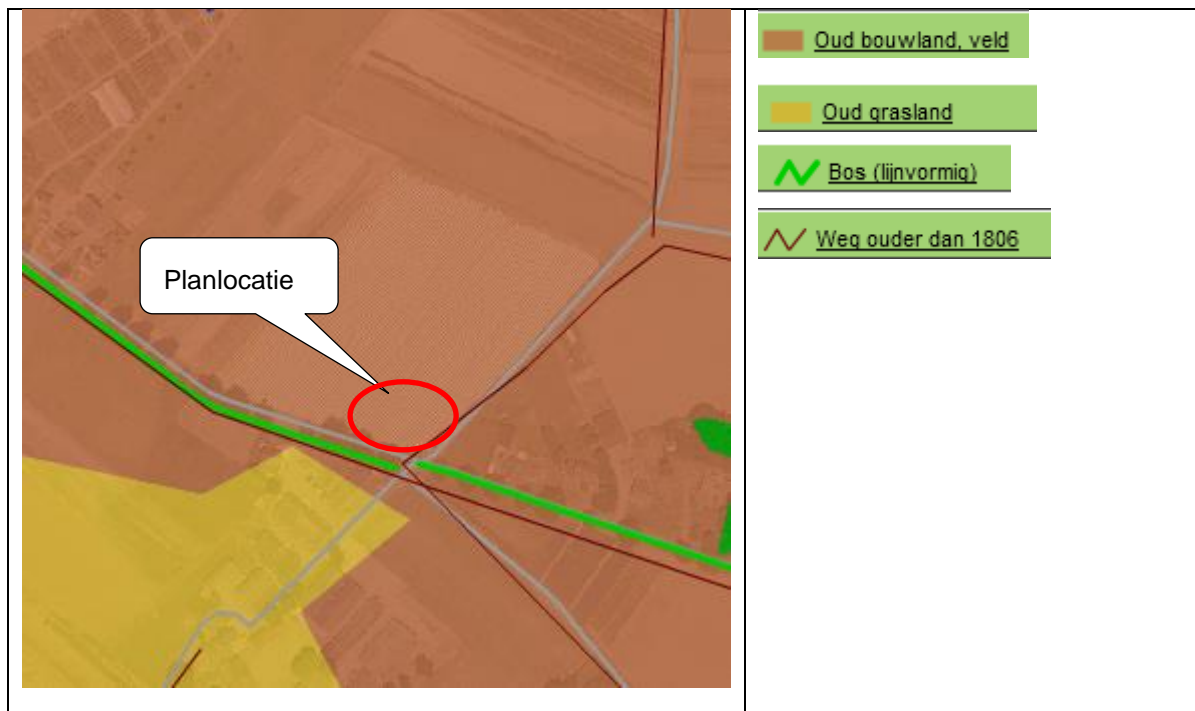 Planlocatie
Oud bouwland, veld
Oud grasland
Bos (lijnvormig)
Weg ouder dan 1806